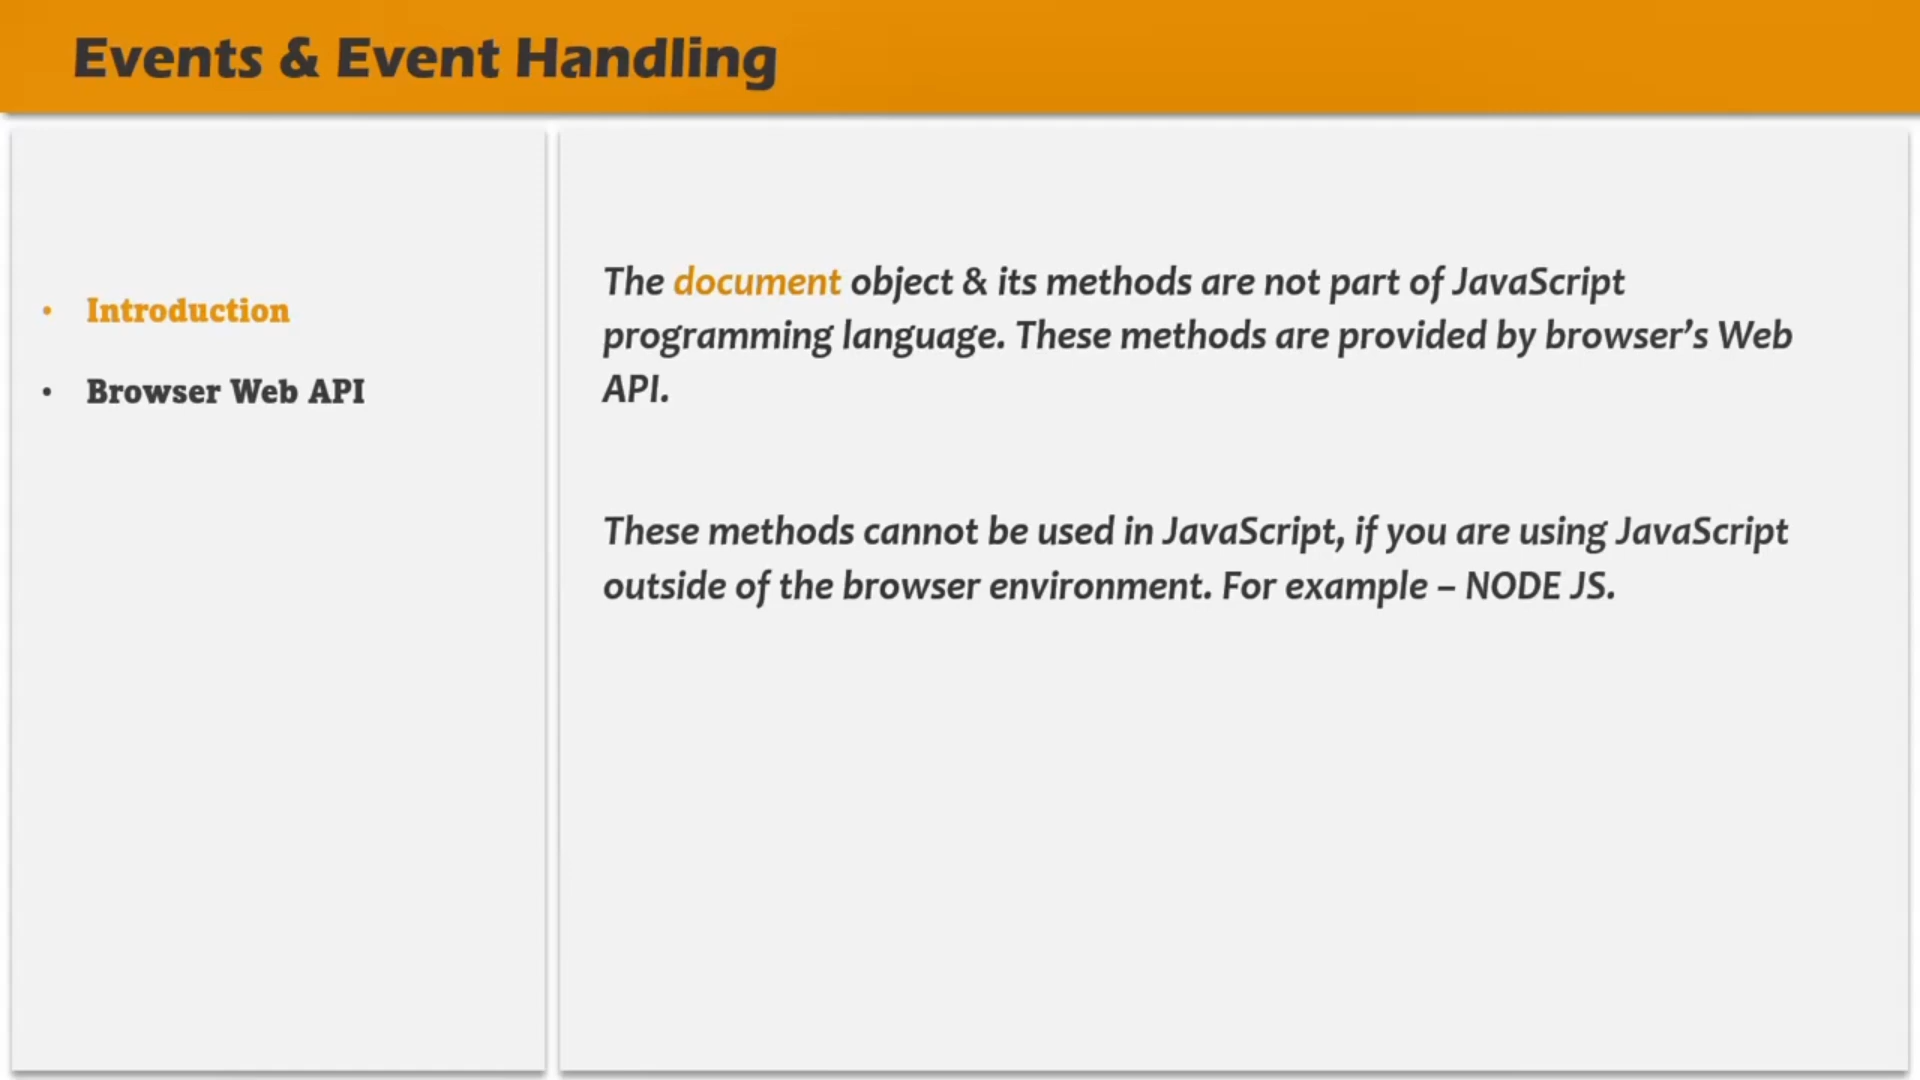 Events & Event Handling
• Introduction
• Browser Web API
The document object & its methods are not part of JavaScript
programming language. These methods are provided by browser’s Web
API.
These methods cannot be used in JavaScript, if you are using JavaScript
outside of the browser environment. For example – NODE JS.